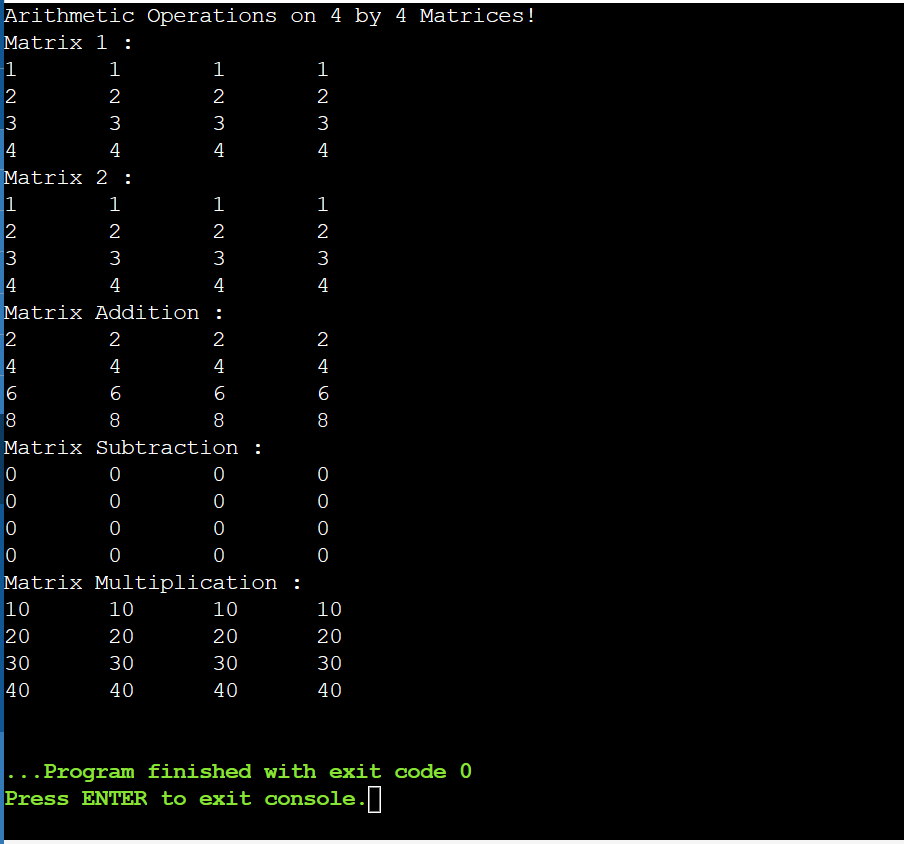 Arithmetic Operations on 4 by 4 Matrices!
Matrix 1 :
1 1 1 1
2 2 2 2
3 3 3 3
4 4 4 4
Matrix 2 :
1 1 1 1
2 2 2 2
3 3 3 3
4 4 4 4
Matrix Addition :
2 2 2 2
4 4 4 4
6 6 6 6
8 8 8 8
Matrix Subtraction :
0 0 0 0
0 0 0 0
0 0 0 0
0 0 0 0
Matrix Multiplication :
10 10 10 10
20 20 20 20
30 30 30 30
40 40 40 40
...Program finished with exit code 0
Press ENTER to exit console.